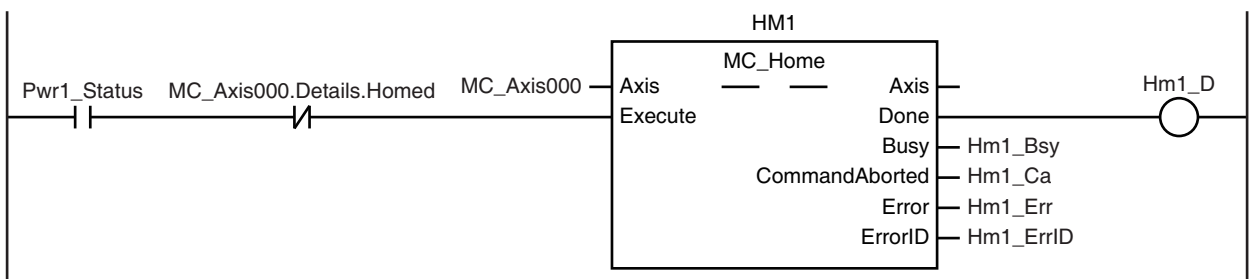 HM1
MC_Home
Pwr1_Status MC_Axis000.Details.Homed MC_Axis000 Axis Axis Hm1_D
Execute Done
Busy Hm1_Bsy
CommandAborted Hm1_Ca
Error Hm1_Err
ErrorID Hm1_ErrID